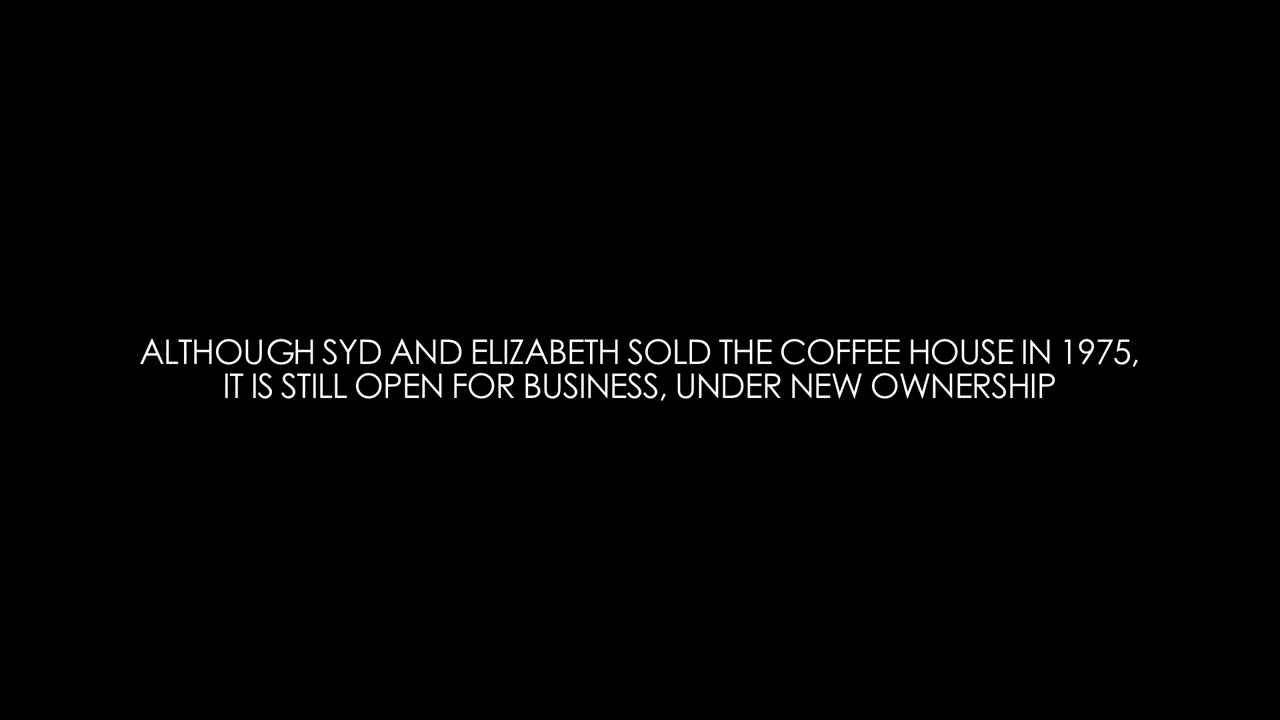 ALTHOUGH SYD AND ELIZABETH SOLD THE COFFEE HOUSE IN 1975,
IT IS STILL OPEN FOR BUSINESS, UNDER NEW OWNERSHIP